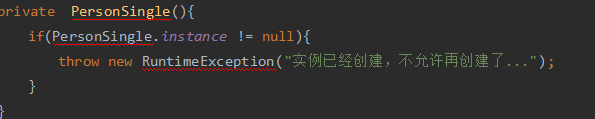 private PersonSingle(){
if(PersonSingle.instance != null){
throw new RuntimeException("实例已经创建，不允许再创建了...");
}
}